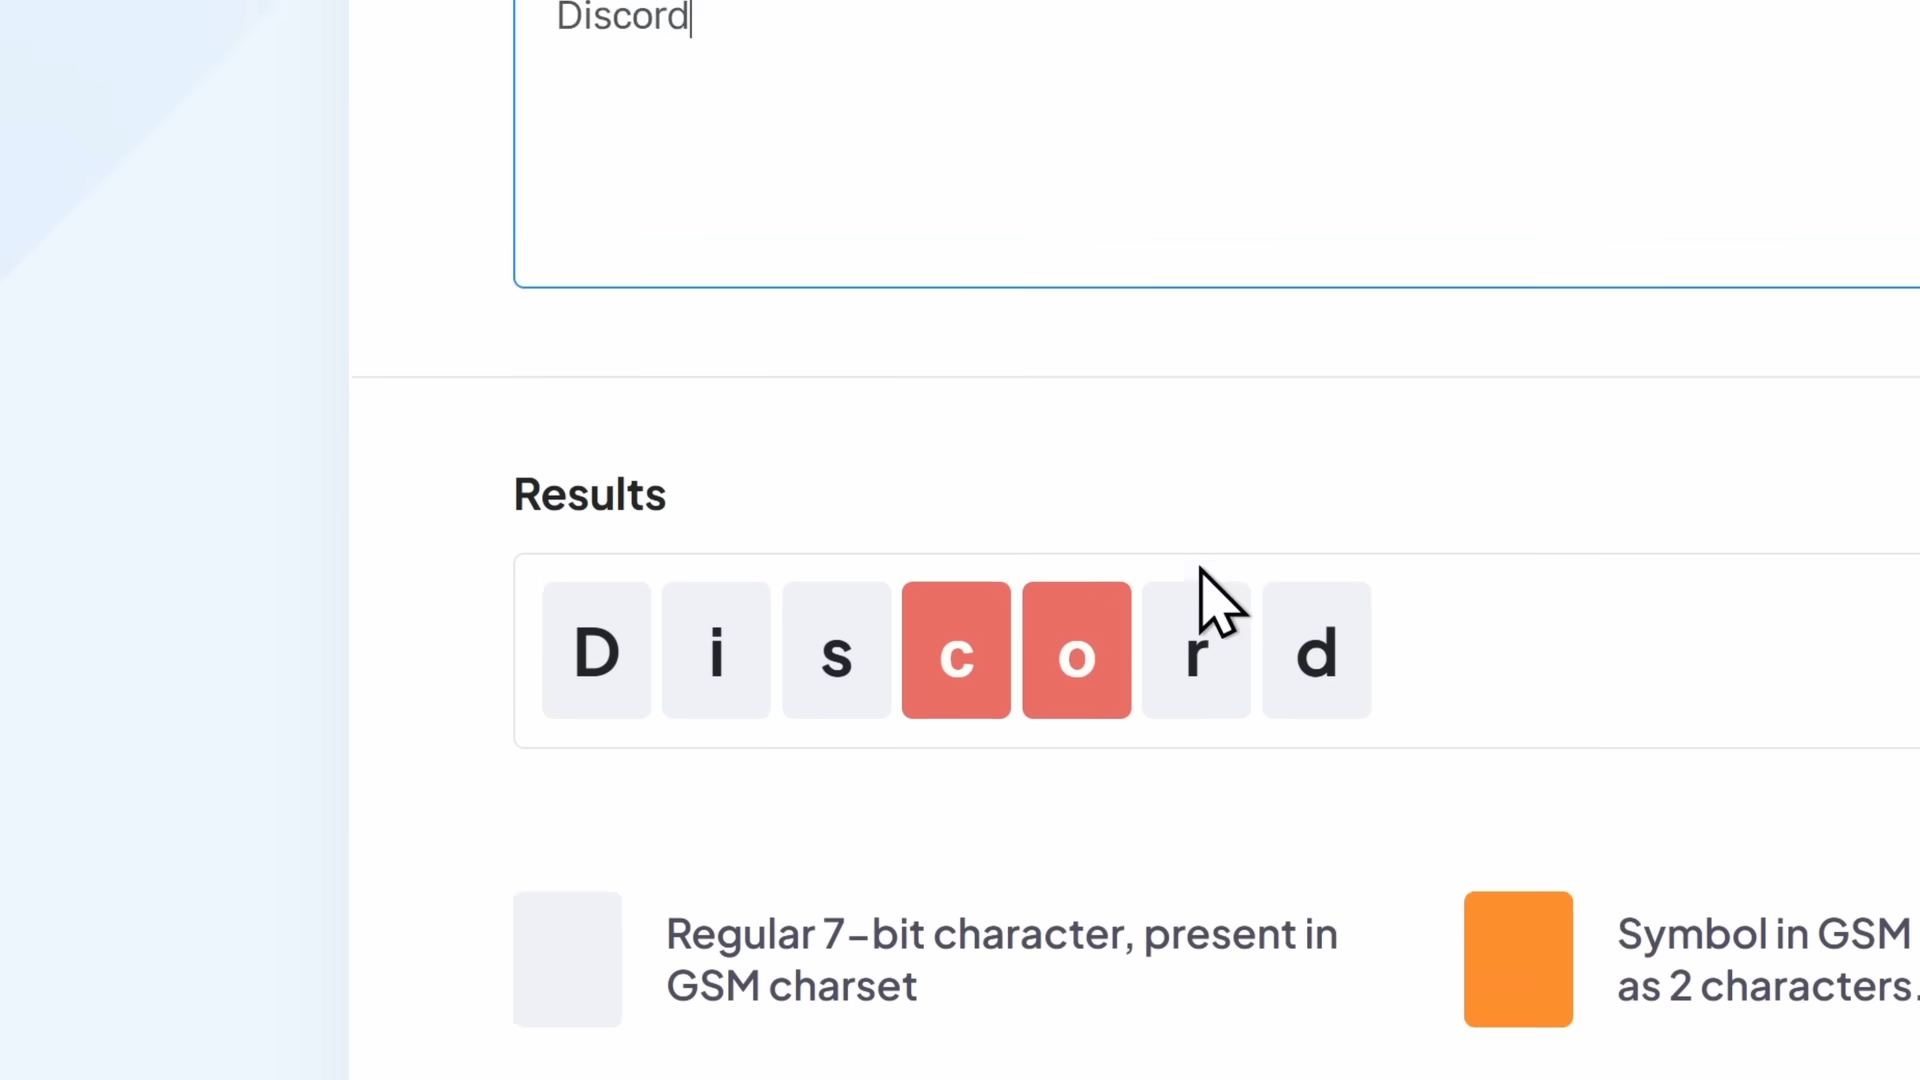 Discord
Results
D i s c o r d
Regular 7-bit character, present in
GSM charset
Symbol in GSM
as 2 characters.